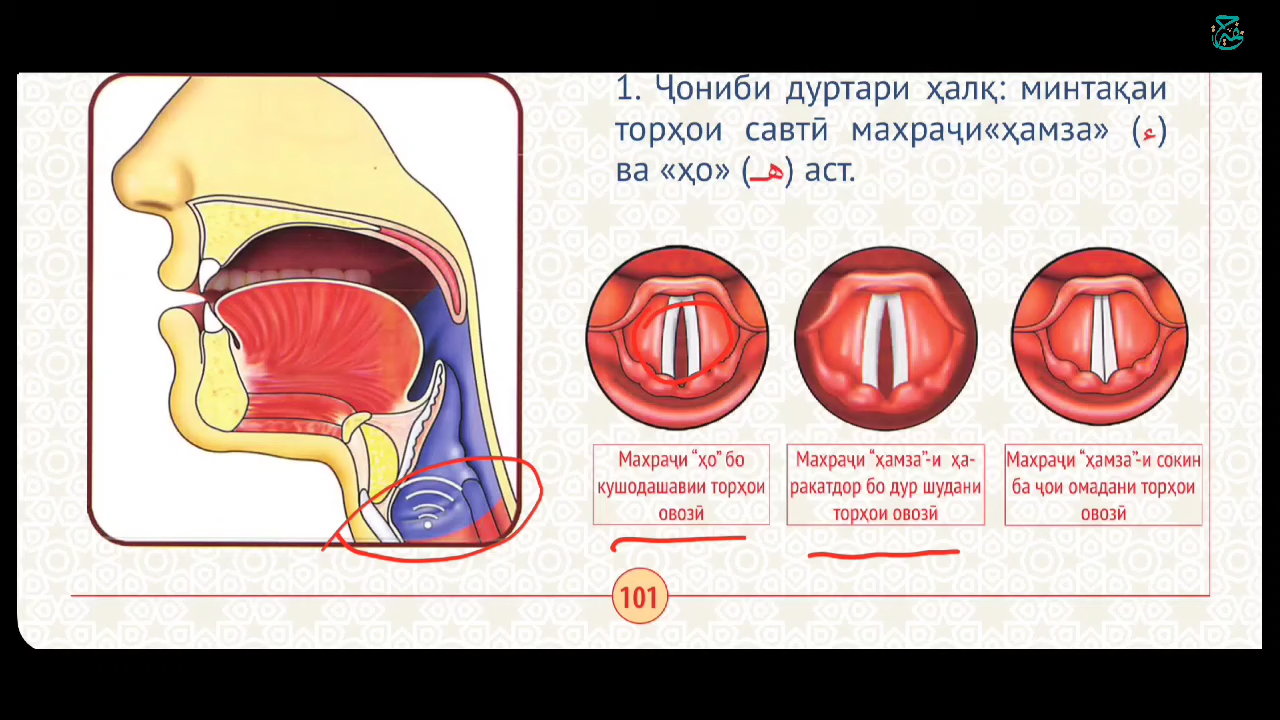 1. Ҷониби дуртари ҳалқ: минтақаи
торҳои савтӣ махраҷи«ҳамза» (ء)
ва «ҳо» (هـ) аст.
Махраҷи “ҳо” бо
кушодашавии торҳои
овозӣ
Махраҷи “ҳамза”-и ҳа-
ракатдор бо дур шудани
торҳои овозӣ
Махраҷи “ҳамза”-и сокин
ба ҷои омадани торҳои
овозӣ
101